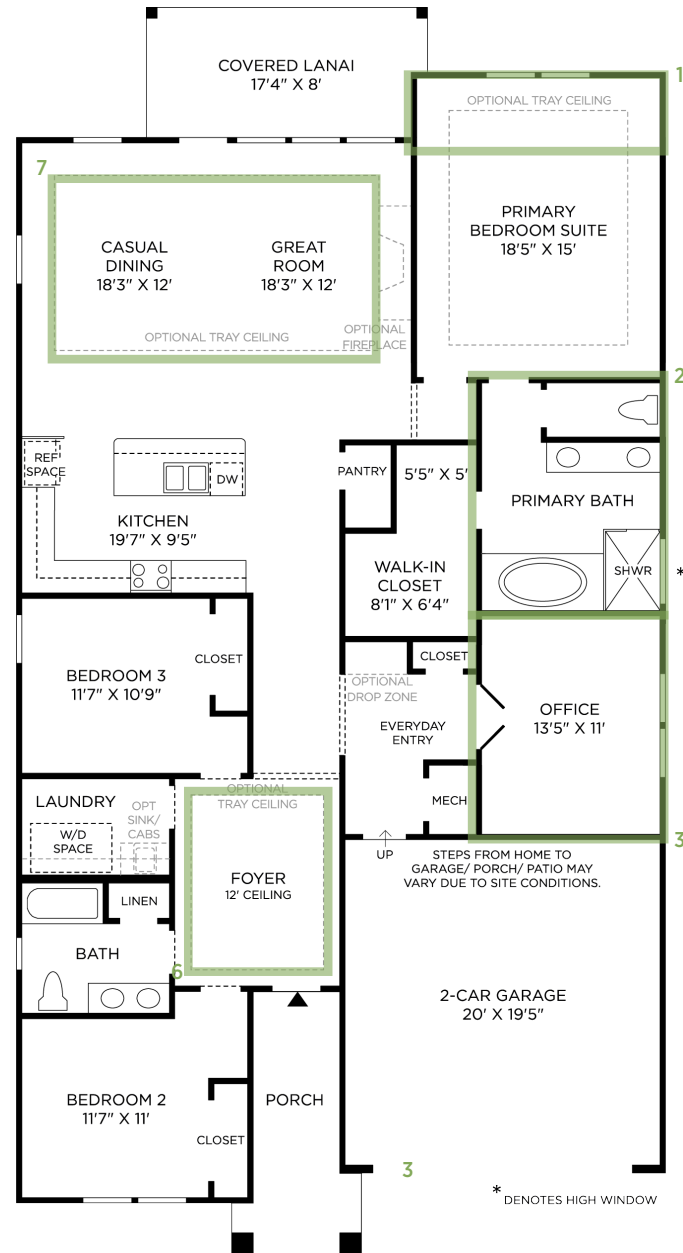 COVERED LANAI
17'4" X 8'
1
OPTIONAL TRAY CEILING
7
PRIMARY
BEDROOM SUITE
18'5" X 15'
CASUAL
DINING
18'3" X 12'
GREAT
ROOM
18'3" X 12'
OPTIONAL TRAY CEILING
OPTIONAL
FIREPLACE
2
REF
SPACE
DW
PANTRY
5'5" X 5'
PRIMARY BATH
KITCHEN
19'7" X 9'5"
WALK-IN
CLOSET
8'1" X 6'4"
SHWR
*
BEDROOM 3
11'7" X 10'9"
CLOSET
CLOSET
OPTIONAL
DROP ZONE
EVERYDAY
ENTRY
OFFICE
13'5" X 11'
LAUNDRY
OPT
SINK/
CABS
W/D
SPACE
OPTIONAL
TRAY CEILING
MECH
3
UP
STEPS FROM HOME TO
GARAGE/ PORCH/ PATIO MAY
VARY DUE TO SITE CONDITIONS.
FOYER
12' CEILING
LINEN
BATH
6
2-CAR GARAGE
20' X 19'5"
BEDROOM 2
11'7" X 11'
PORCH
CLOSET
3
* DENOTES HIGH WINDOW